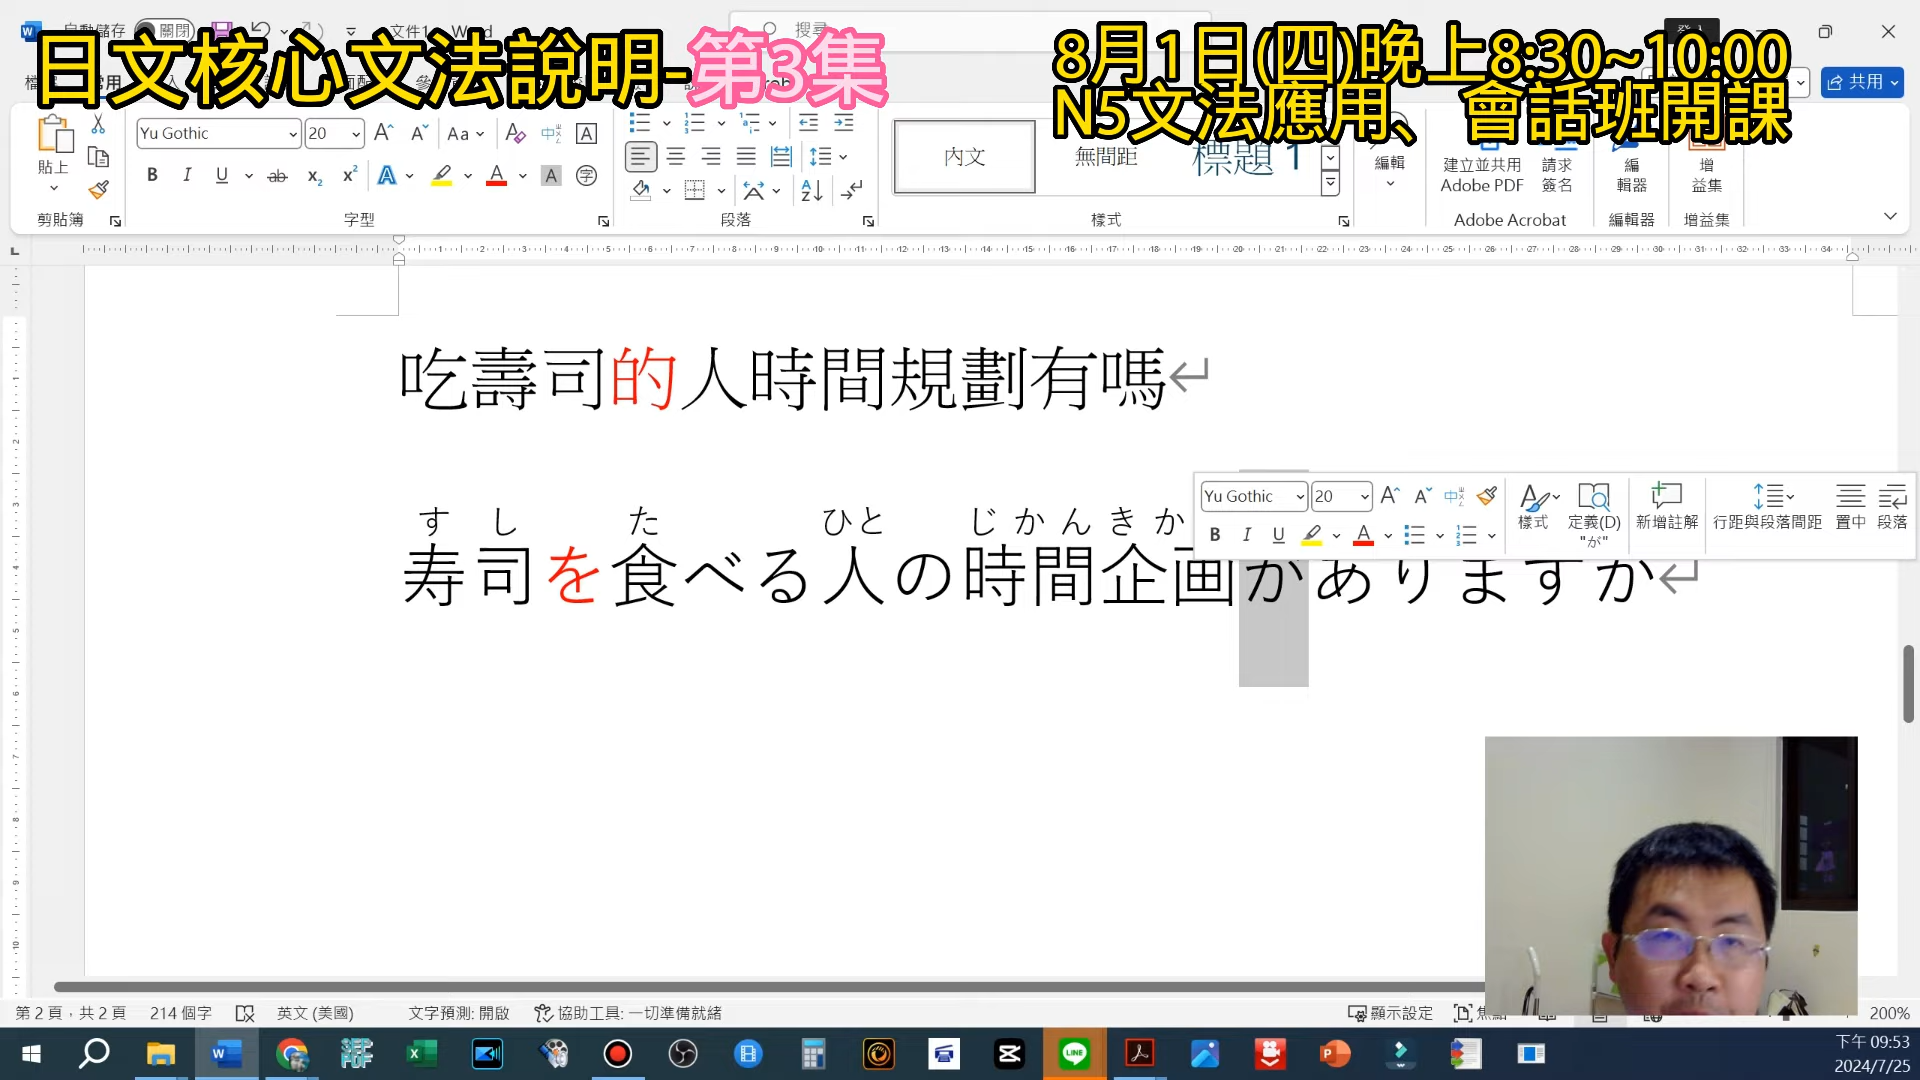 日文核心文法說明-第3集
8月1日(四)晚上8:30~10:00
N5文法應用、會話班開課
搜尋
共用
貼上
Yu Gothic
20
Aa
內文
無間距
標題 1
編輯
建立並共用 Adobe PDF
請求簽名
編輯器
增益集
剪貼簿
字型
段落
樣式
Adobe Acrobat
編輯器
增益集
吃壽司的人時間規劃有嗎
すし た ひと じかんきか
寿司を食べる人の時間企画がありますか
Yu Gothic
20
樣式
定義(D) "が"
新增註解
行距與段落間距
置中
段落
第 2 頁，共 2 頁
214 個字
英文 (美國)
文字預測: 開啟
協助工具: 一切準備就緒
顯示設定
200%
下午 09:53
2024/7/25